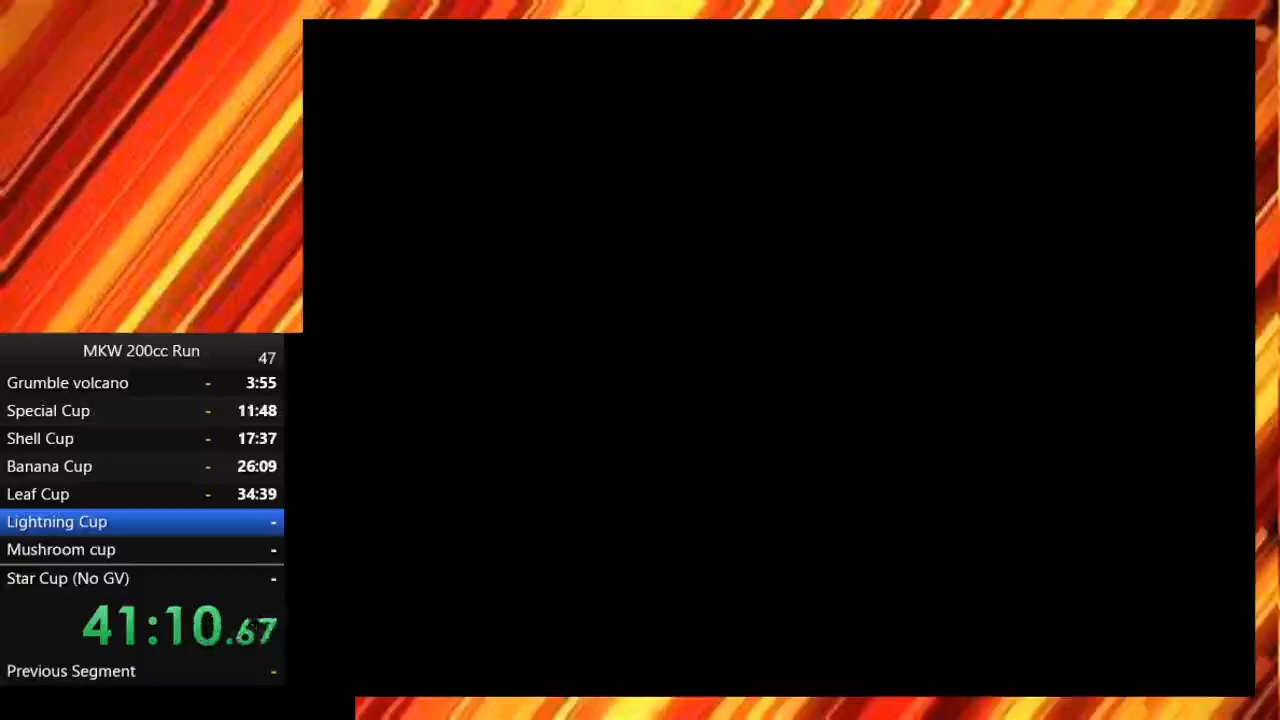 MKW 200cc Run 47
Grumble volcano - 3:55
Special Cup - 11:48
Shell Cup - 17:37
Banana Cup - 26:09
Leaf Cup - 34:39
Lightning Cup -
Mushroom cup -
Star Cup (No GV) -
41:10.67
Previous Segment -